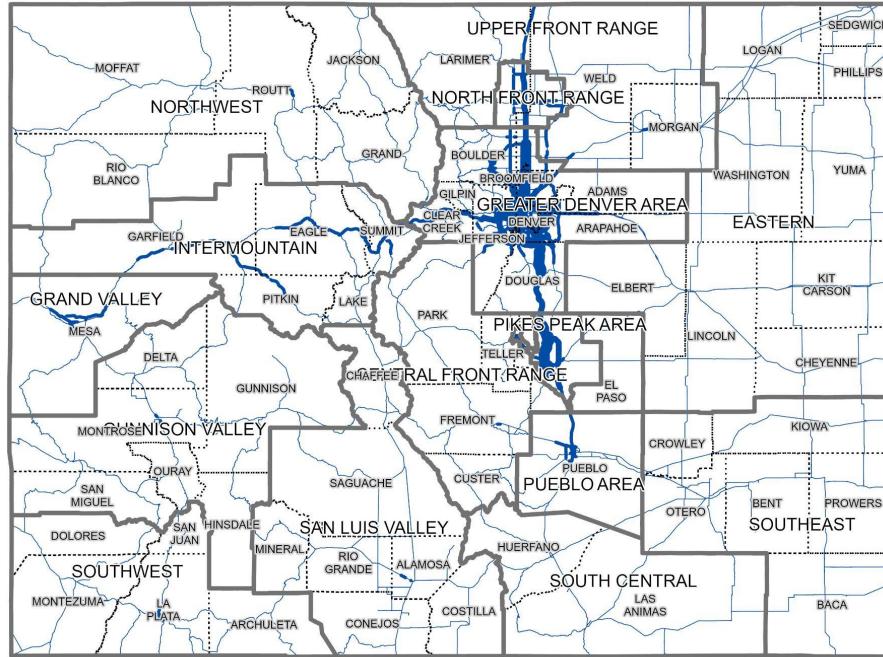 UPPER FRONT RANGE
SEDGWICK
LOGAN
JACKSON
LARIMER
MOFFAT
PHILLIPS
WELD
ROUTT
NORTHWEST
NORTH FRONT RANGE
MORGAN
GRAND
BOULDER
RIO
BLANCO
WASHINGTON
YUMA
BROOMFIELD
GILPIN
ADAMS
GREATER DENVER AREA
CLEAR
CREEK
DENVER
EASTERN
EAGLE
SUMMIT
ARAPAHOE
GARFIELD
JEFFERSON
INTERMOUNTAIN
DOUGLAS
ELBERT
KIT
CARSON
GRAND VALLEY
PITKIN
LAKE
PARK
MESA
PIKES PEAK AREA
LINCOLN
DELTA
TELLER
CHEYENNE
CHAFFEE
CENTRAL FRONT RANGE
GUNNISON
EL
PASO
FREMONT
KIOWA
MONTROSE
GUNNISON VALLEY
CROWLEY
OURAY
PUEBLO
SAGUACHE
CUSTER
PUEBLO AREA
SAN
MIGUEL
BENT
PROWERS
OTERO
SOUTHEAST
SAN
JUAN
HINSDALE
SAN LUIS VALLEY
DOLORES
MINERAL
HUERFANO
RIO
GRANDE
ALAMOSA
SOUTHWEST
SOUTH CENTRAL
MONTEZUMA
LA
PLATA
COSTILLA
LAS
ANIMAS
BACA
ARCHULETA
CONEJOS